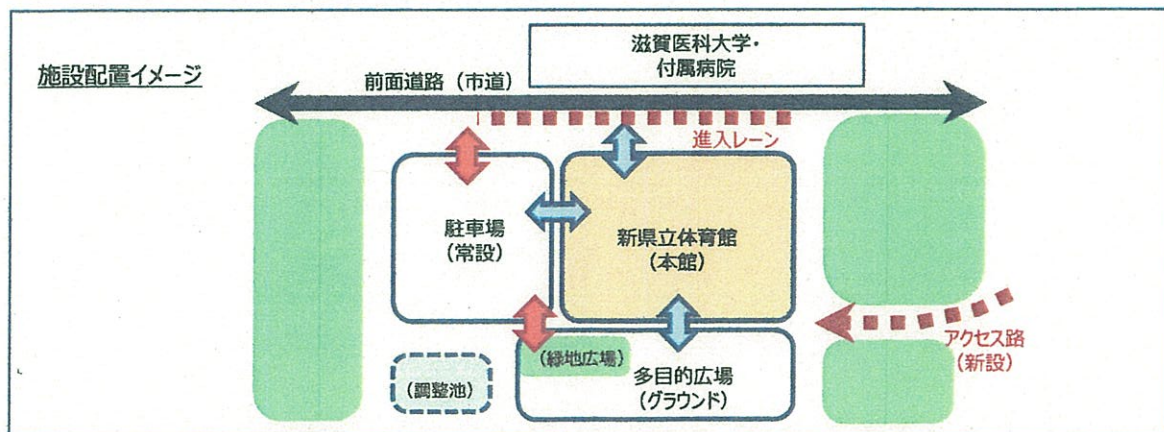 施設配置イメージ
滋賀医科大学・
付属病院
前面道路（市道）
進入レーン
駐車場
（常設）
新県立体育館
（本館）
アクセス路
（新設）
（緑地広場）
（調整池）
多目的広場
（グラウンド）